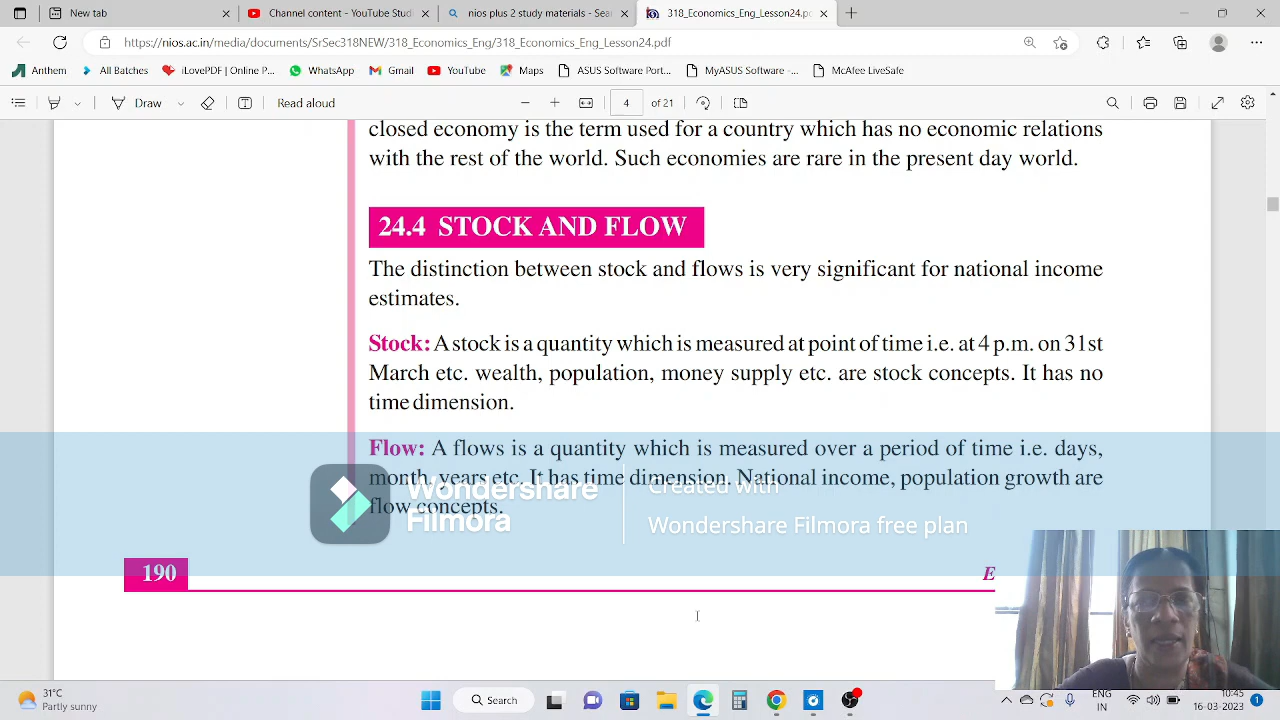 New tab
Channel content - YouTube Stud
nios plus 2 study materials - Sear
318_Economics_Eng_Lesson24.p
https://nios.ac.in/media/documents/SrSec318NEW/318_Economics_Eng/318_Economics_Eng_Lesson24.pdf
Anthem
All Batches
iLovePDF | Online P...
WhatsApp
Gmail
YouTube
Maps
ASUS Software Port...
MyASUS Software -...
McAfee LiveSafe
Draw
Read aloud
4 of 21
closed economy is the term used for a country which has no economic relations
with the rest of the world. Such economies are rare in the present day world.
24.4 STOCK AND FLOW
The distinction between stock and flows is very significant for national income
estimates.
Stock: A stock is a quantity which is measured at point of time i.e. at 4 p.m. on 31st
March etc. wealth, population, money supply etc. are stock concepts. It has no
time dimension.
Flow: A flows is a quantity which is measured over a period of time i.e. days,
month, years etc. It has time dimension. National income, population growth are
flow concepts.
Wondershare
Filmora
Created with
Wondershare Filmora free plan
190
E
31°C
Partly sunny
Search
ENG
IN
10:45
16-03-2023
1